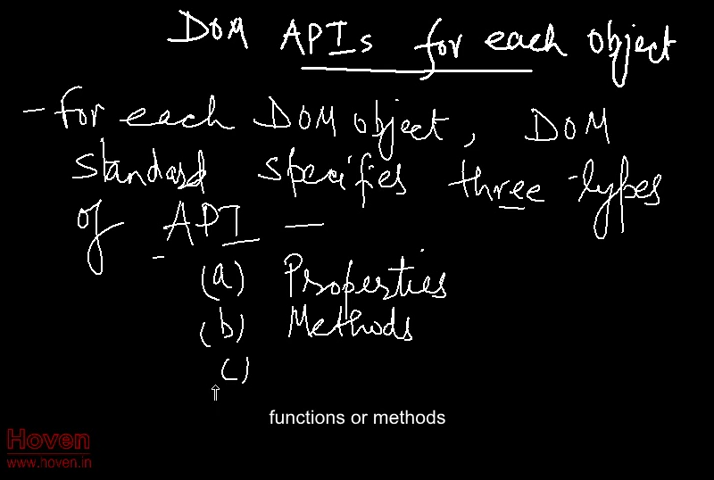 DOM APIs for each object
- for each DOM object, DOM
standard specifies three types
of API -
(a) Properties
(b) Methods
(c)
functions or methods
Hoven
www.hoven.in